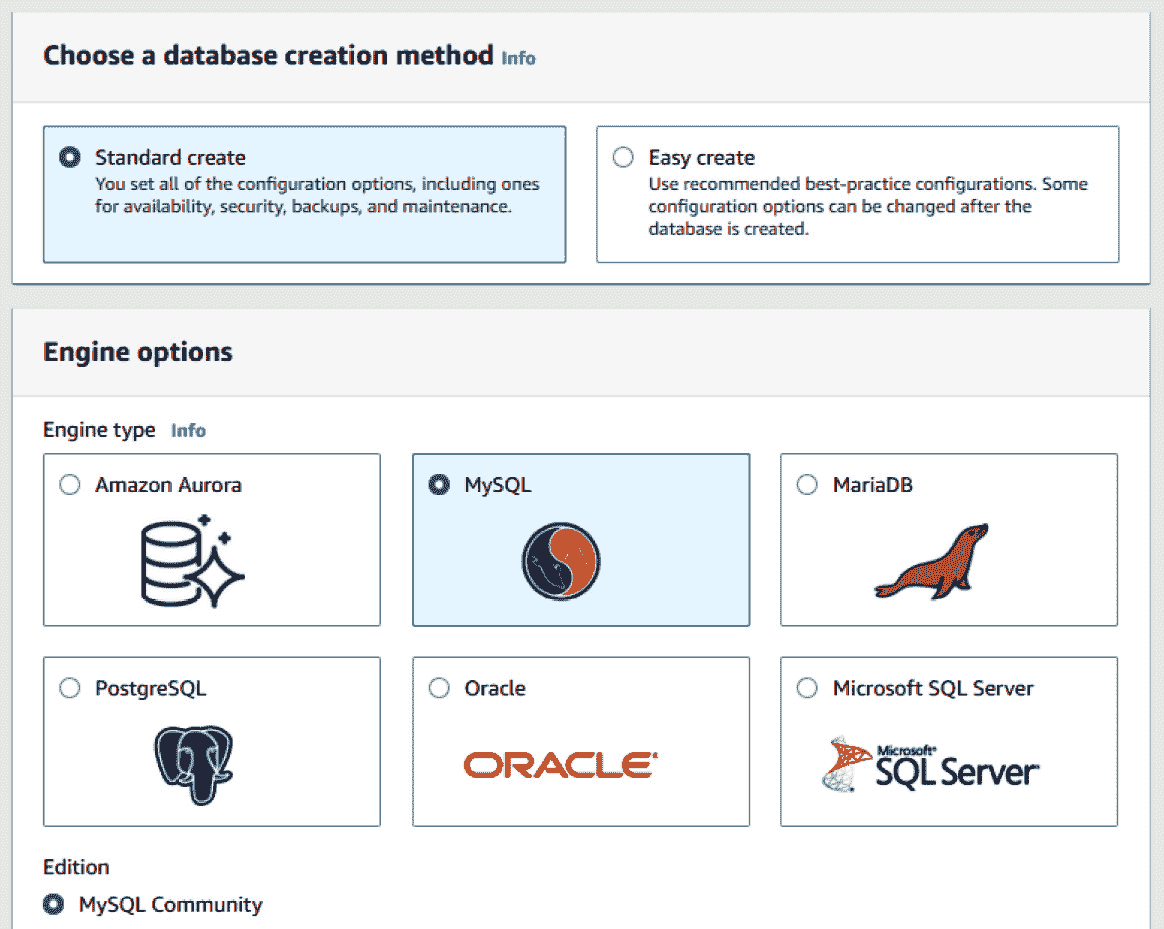 Choose a database creation method Info
Standard create
You set all of the configuration options, including ones
for availability, security, backups, and maintenance.
Easy create
Use recommended best-practice configurations. Some
configuration options can be changed after the
database is created.
Engine options
Engine type Info
Amazon Aurora
MySQL
MariaDB
PostgreSQL
Oracle
ORACLE
Microsoft SQL Server
Microsoft®
SQL Server
Edition
MySQL Community